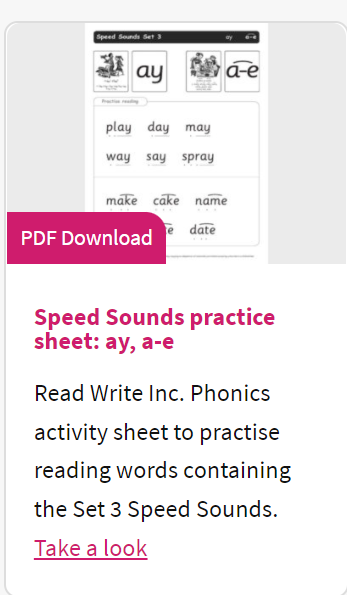 Speed Sounds Set 3 ay a-e
ay a-e
Practise reading
play day may
way say spray
make cake name
date
PDF Download
Speed Sounds practice
sheet: ay, a-e
Read Write Inc. Phonics
activity sheet to practise
reading words containing
the Set 3 Speed Sounds.
Take a look